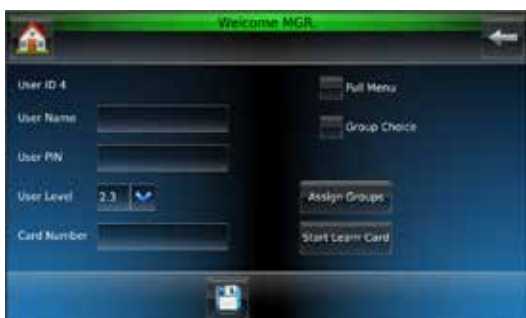 Welcome MGR.
User ID 4
Full Menu
User Name
Group Choice
User PIN
User Level 2.3
Assign Groups
Card Number
Start Learn Card